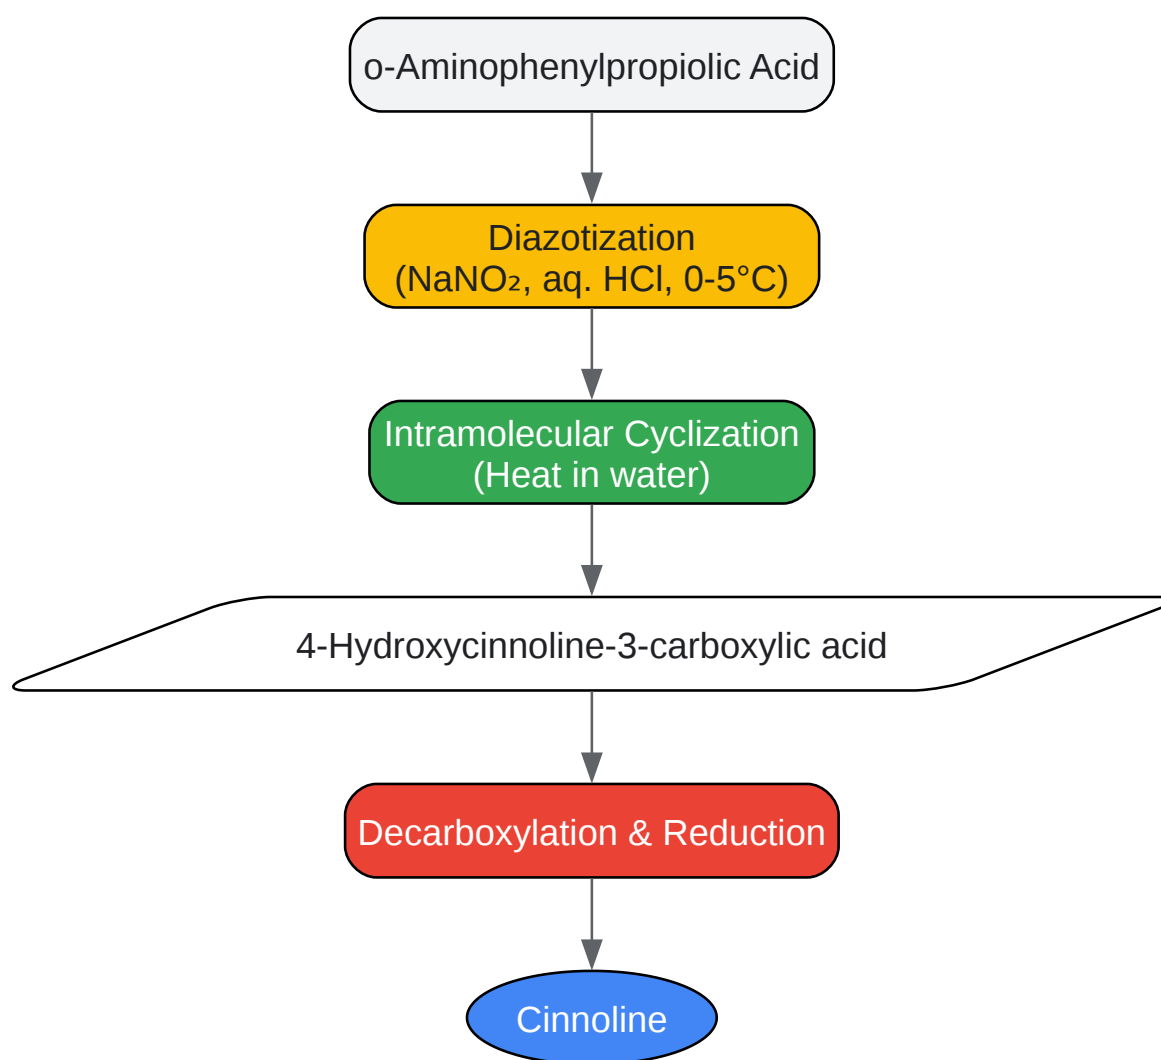 o-Aminophenylpropiolic Acid
Diazotization
(NaNO₂, aq. HCl, 0-5°C)
Intramolecular Cyclization
(Heat in water)
4-Hydroxycinnoline-3-carboxylic acid
Decarboxylation & Reduction
Cinnoline